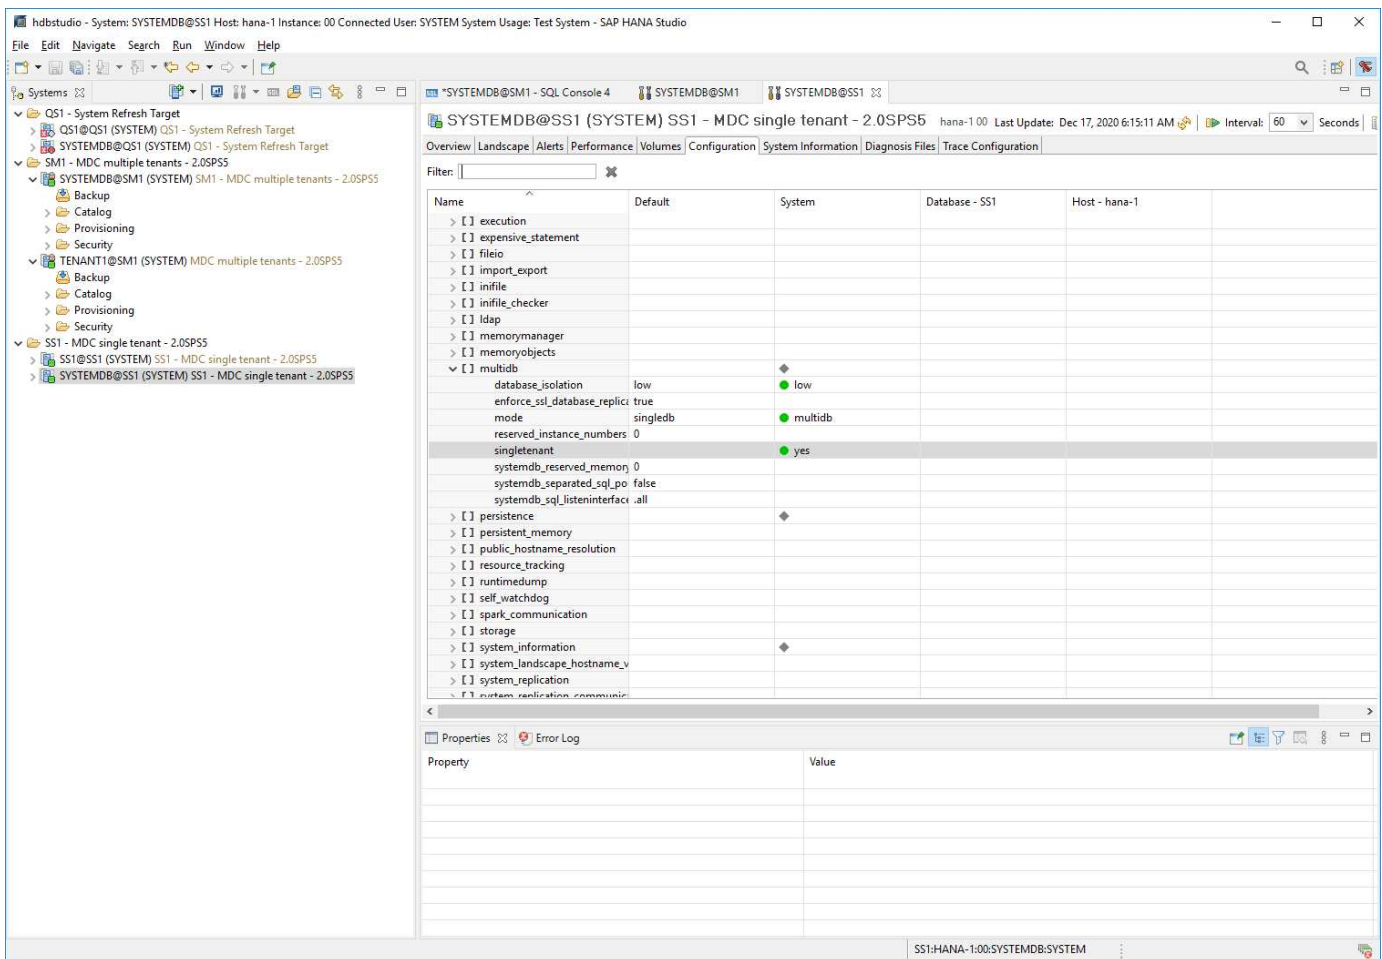 hdbstudio - System: SYSTEMDB@SS1 Host: hana-1 Instance: 00 Connected User: SYSTEM System Usage: Test System - SAP HANA Studio
File Edit Navigate Search Run Window Help
Systems
QS1 - System Refresh Target
QS1@QS1 (SYSTEM) QS1 - System Refresh Target
SYSTEMDB@QS1 (SYSTEM) QS1 - System Refresh Target
SM1 - MDC multiple tenants - 2.0SPS5
SYSTEMDB@SM1 (SYSTEM) SM1 - MDC multiple tenants - 2.0SPS5
Backup
Catalog
Provisioning
Security
TENANT1@SM1 (SYSTEM) MDC multiple tenants - 2.0SPS5
Backup
Catalog
Provisioning
Security
SS1 - MDC single tenant - 2.0SPS5
SS1@SS1 (SYSTEM) SS1 - MDC single tenant - 2.0SPS5
SYSTEMDB@SS1 (SYSTEM) SS1 - MDC single tenant - 2.0SPS5
*SYSTEMDB@SM1 - SQL Console 4 SYSTEMDB@SM1 SYSTEMDB@SS1
SYSTEMDB@SS1 (SYSTEM) SS1 - MDC single tenant - 2.0SPS5 hana-1 00 Last Update: Dec 17, 2020 6:15:11 AM Interval: 60 Seconds
Overview Landscape Alerts Performance Volumes Configuration System Information Diagnosis Files Trace Configuration
Filter:
Name Default System Database - SS1 Host - hana-1
[ ] execution
[ ] expensive_statement
[ ] fileio
[ ] import_export
[ ] inifile
[ ] inifile_checker
[ ] ldap
[ ] memorymanager
[ ] memoryobjects
[ ] multidb
database_isolation low low
enforce_ssl_database_replica true
mode singledb multidb
reserved_instance_numbers 0
singletenant yes
systemdb_reserved_memory 0
systemdb_separated_sql_po false
systemdb_sql_listeninterface .all
[ ] persistence
[ ] persistent_memory
[ ] public_hostname_resolution
[ ] resource_tracking
[ ] runtimedump
[ ] self_watchdog
[ ] spark_communication
[ ] storage
[ ] system_information
[ ] system_landscape_hostname_v
[ ] system_replication
[ ] system_replication_communic
Properties Error Log
Property Value
SS1:HANA-1:00:SYSTEMDB:SYSTEM